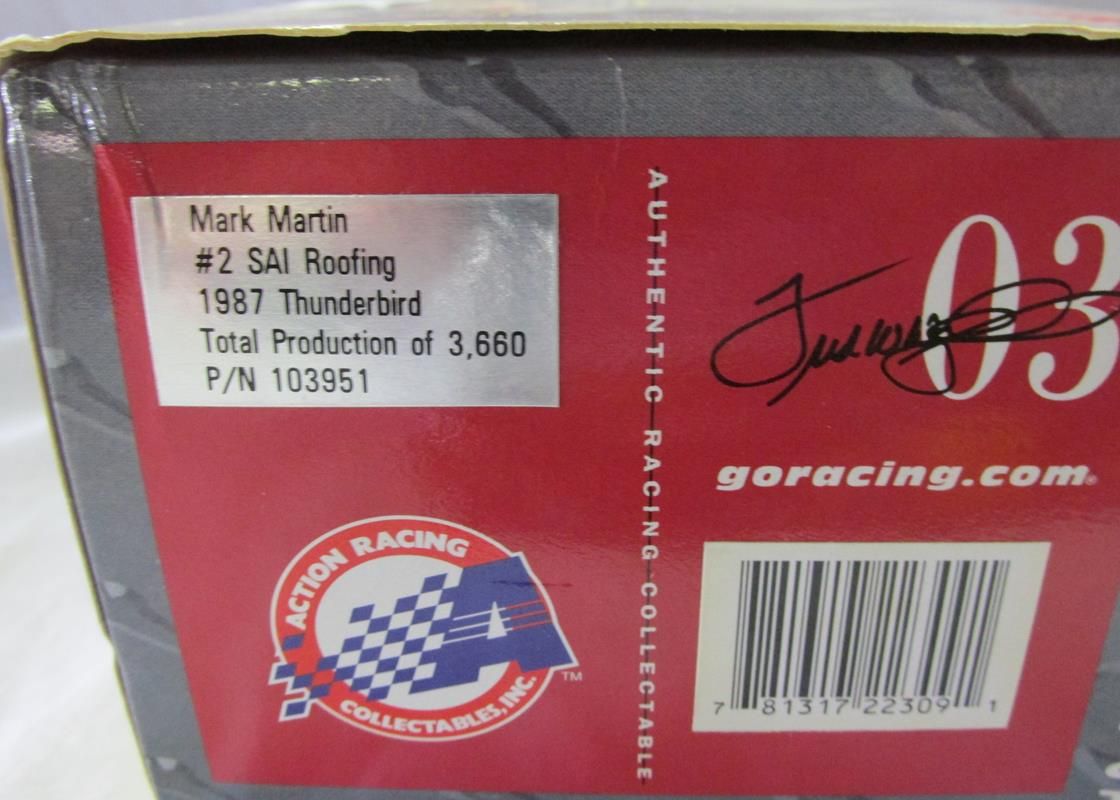 Mark Martin
#2 SAI Roofing
1987 Thunderbird
Total Production of 3,660
P/N 103951
AUTHENTIC RACING COLLECTABLE
03
goracing.com
ACTION RACING
COLLECTABLES, INC.
TM
7 81317 22309 1